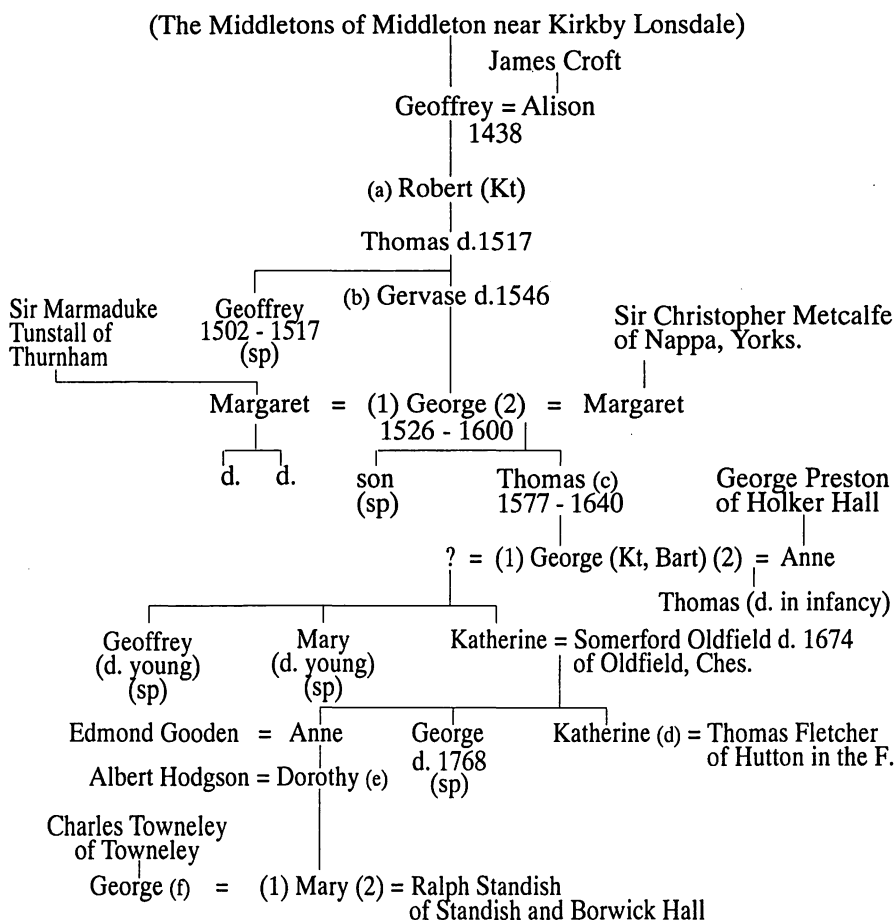 (The Middletons of Middleton near Kirkby Lonsdale)
James Croft
Geoffrey = Alison
1438
(a) Robert (Kt)
Thomas d.1517
Sir Marmaduke
Tunstall of
Thurnham
Geoffrey
1502 - 1517
(sp)
(b) Gervase d.1546
Sir Christopher Metcalfe
of Nappa, Yorks.
Margaret = (1) George (2) = Margaret
1526 - 1600
d. d.
son
(sp)
Thomas (c)
1577 - 1640
George Preston
of Holker Hall
? = (1) George (Kt, Bart) (2) = Anne
Thomas (d. in infancy)
Geoffrey
(d. young)
(sp)
Mary
(d. young)
(sp)
Katherine = Somerford Oldfield d. 1674
of Oldfield, Ches.
Edmond Gooden = Anne
George
d. 1768
(sp)
Katherine (d) = Thomas Fletcher
of Hutton in the F.
Albert Hodgson = Dorothy (e)
Charles Towneley
of Towneley
George (f) = (1) Mary (2) = Ralph Standish
of Standish and Borwick Hall